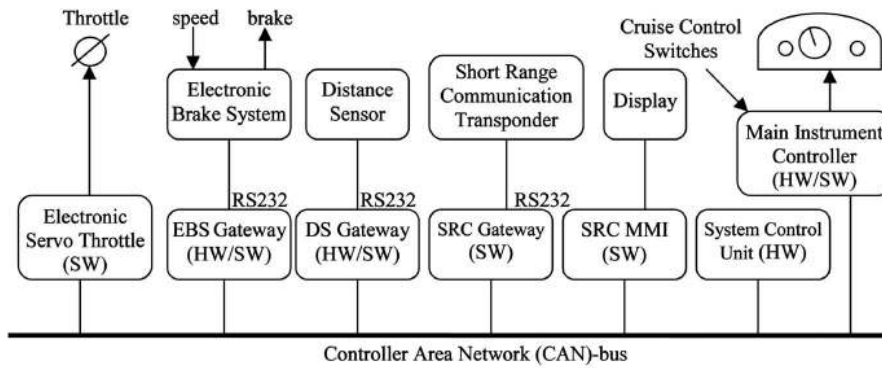 Throttle
speed
brake
Cruise Control
Switches
Electronic
Brake System
Distance
Sensor
Short Range
Communication
Transponder
Display
Main Instrument
Controller
(HW/SW)
RS232
RS232
RS232
Electronic
Servo Throttle
(SW)
EBS Gateway
(HW/SW)
DS Gateway
(HW/SW)
SRC Gateway
(SW)
SRC MMI
(SW)
System Control
Unit (HW)
Controller Area Network (CAN)-bus